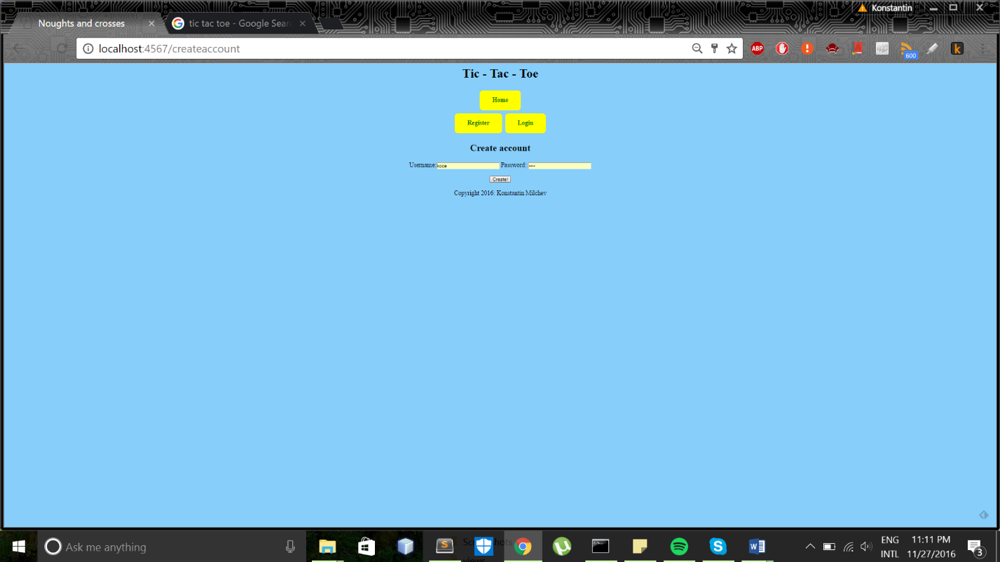 Konstantin
Noughts and crosses
tic tac toe - Google Sear
localhost:4567/createaccount
ABP
600
k
Tic - Tac - Toe
Home
Register Login
Create account
Username: koce Password: ••••
Create!
Copyright 2016: Konstantin Milchev
Ask me anything
ENG 11:11 PM
INTL 11/27/2016
3